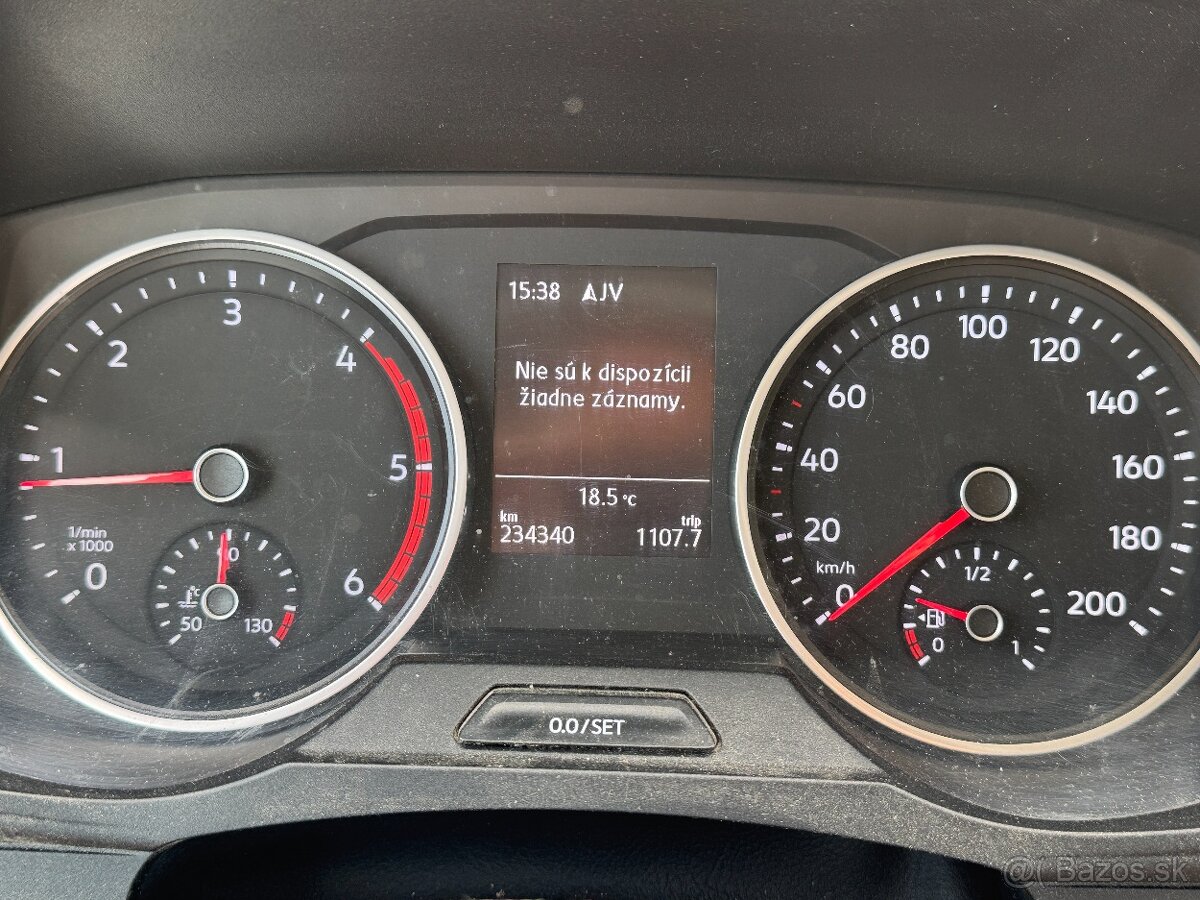 15:38 JV
Nie sú k dispozícii
žiadne záznamy.
18.5 °C
km trip
234340 1107.7
0 1 2 3 4 5 6
1/min
x 1000
50 90 130
°C
0 20 40 60 80 100 120 140 160 180 200
km/h
0 1/2 1
0.0/SET
Bazos.sk